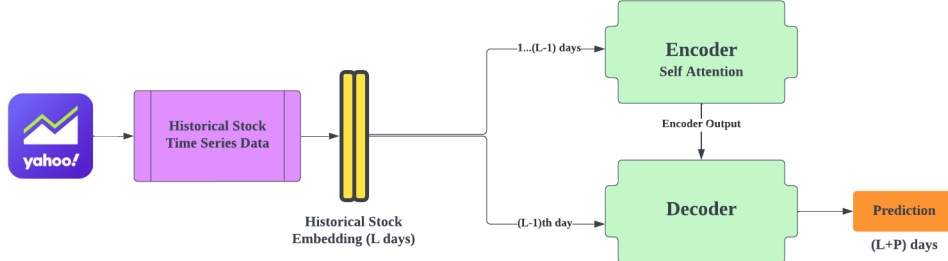 yahoo!
Historical Stock
Time Series Data
Historical Stock
Embedding (L days)
1...(L-1) days
(L-1)th day
Encoder
Self Attention
Encoder Output
Decoder
Prediction
(L+P) days